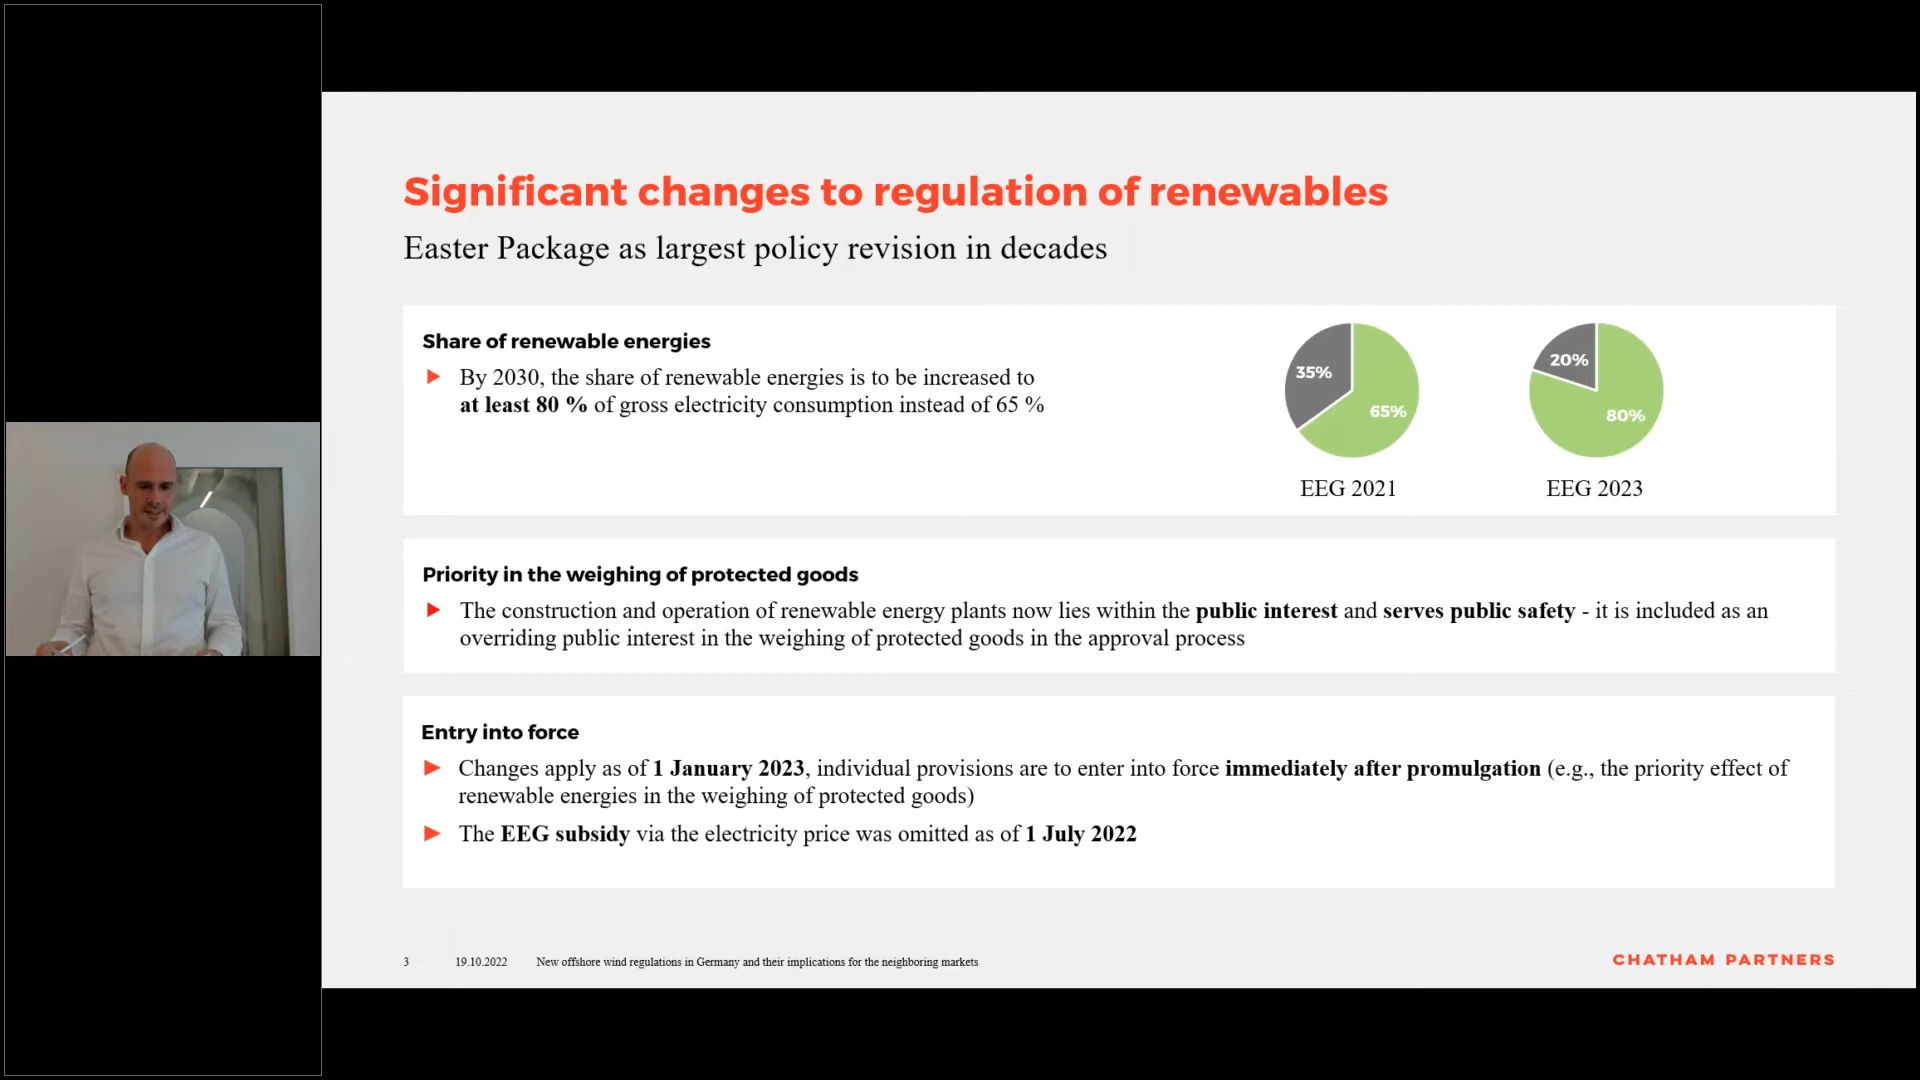 Significant changes to regulation of renewables
Easter Package as largest policy revision in decades
Share of renewable energies
By 2030, the share of renewable energies is to be increased to
at least 80 % of gross electricity consumption instead of 65 %
35%
65%
EEG 2021
20%
80%
EEG 2023
Priority in the weighing of protected goods
The construction and operation of renewable energy plants now lies within the public interest and serves public safety - it is included as an
overriding public interest in the weighing of protected goods in the approval process
Entry into force
Changes apply as of 1 January 2023, individual provisions are to enter into force immediately after promulgation (e.g., the priority effect of
renewable energies in the weighing of protected goods)
The EEG subsidy via the electricity price was omitted as of 1 July 2022
3 19.10.2022 New offshore wind regulations in Germany and their implications for the neighboring markets
CHATHAM PARTNERS